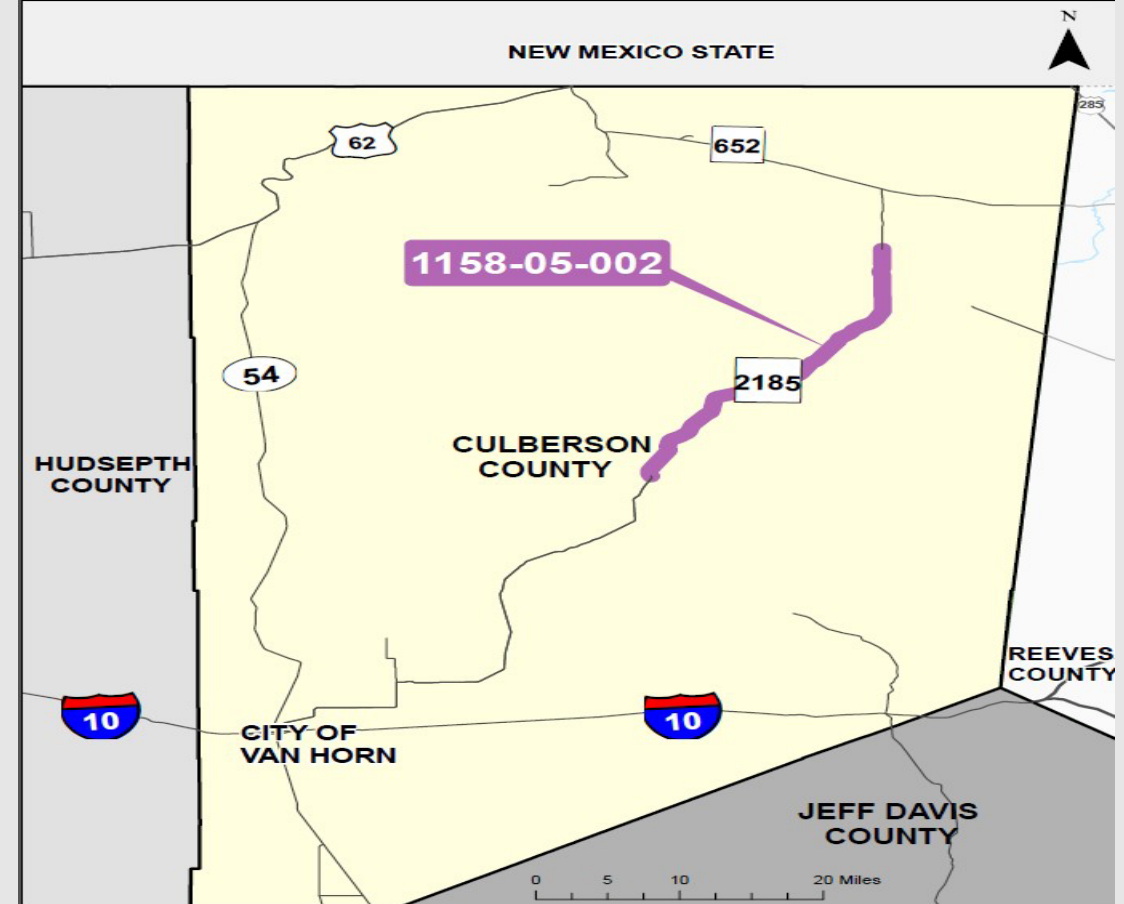 N
NEW MEXICO STATE
285
62
652
1158-05-002
54
2185
CULBERSON
COUNTY
HUDSEPTH
COUNTY
REEVES
COUNTY
10
10
CITY OF
VAN HORN
JEFF DAVIS
COUNTY
0 5 10 20 Miles